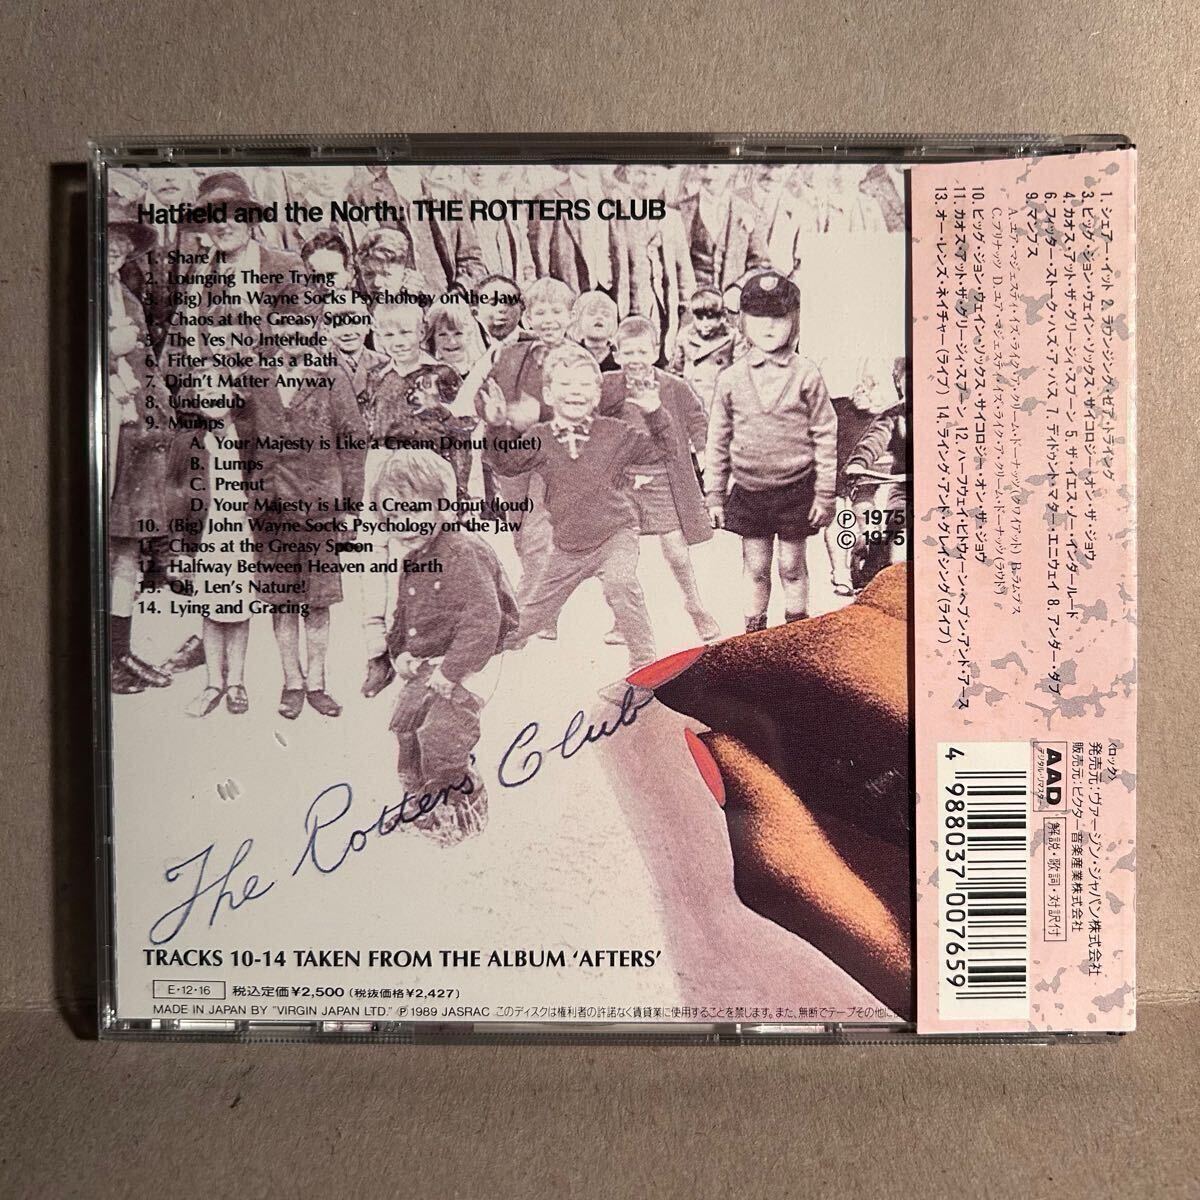 Hatfield and the North: THE ROTTERS CLUB
1. Share It
2. Lounging There Trying
3. (Big) John Wayne Socks Psychology on the Jaw
4. Chaos at the Greasy Spoon
5. The Yes No Interlude
6. Fitter Stoke has a Bath
7. Didn't Matter Anyway
8. Underdub
9. Mumps
A. Your Majesty is Like a Cream Donut (quiet)
B. Lumps
C. Prenut
D. Your Majesty is Like a Cream Donut (loud)
10. (Big) John Wayne Socks Psychology on the Jaw
11. Chaos at the Greasy Spoon
12. Halfway Between Heaven and Earth
13. Oh, Len's Nature!
14. Lying and Gracing
Ⓟ 1975
Ⓒ 1975
The Rotters' Club
TRACKS 10-14 TAKEN FROM THE ALBUM 'AFTERS'
E・12・16 税込定価¥2,500 (税抜価格¥2,427)
MADE IN JAPAN BY "VIRGIN JAPAN LTD." Ⓟ 1989 JASRAC このディスクは権利者の許諾なく賃貸業に使用することを禁じます。また、無断でテープその他に
1. シェアー・イット 2. ラウンジング・ゼア・トライング
3. ビッグ・ジョン・ウェイン・ソックス・サイコロジー・オン・ザ・ジョウ
4. カオス・アット・ザ・グリージィ・スプーン 5. ザ・イエス・ノー・インタールード
6. フィッター・ストーク・ハズ・ア・バス 7. ディドゥント・マター・エニウェイ 8. アンダー・ダブ
9. マンプス
A. ユア・マジェスティ・イズ・ライク・ア・クリーム・ドーナッツ(クワイアット) B. ランプス
C. プリナッツ D. ユア・マジェスティ・イズ・ライク・ア・クリーム・ドーナッツ(ラウド)
10. ビッグ・ジョン・ウェイン・ソックス・サイコロジー・オン・ザ・ジョウ
11. カオス・アット・ザ・グリージィ・スプーン 12. ハーフウェイ・ビトウィーン・ヘブン・アンド・アース
13. オー・レンズ・ネイチャー(ライブ) 14. ライング・アンド・グレイシング(ライブ)
〈ロック〉
発売元:ヴァージン・ジャパン株式会社
販売元:ビクター音楽産業株式会社
AAD
デジタル・リマスター
解説・歌詞・対訳付
4 988037 007659